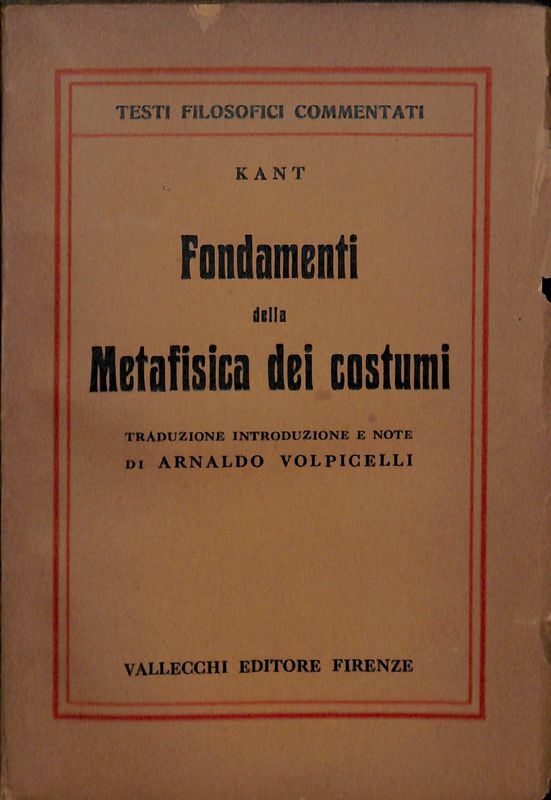 TESTI FILOSOFICI COMMENTATI
KANT
Fondamenti
della
Metafisica dei costumi
TRADUZIONE INTRODUZIONE E NOTE
DI ARNALDO VOLPICELLI
VALLECCHI EDITORE FIRENZE